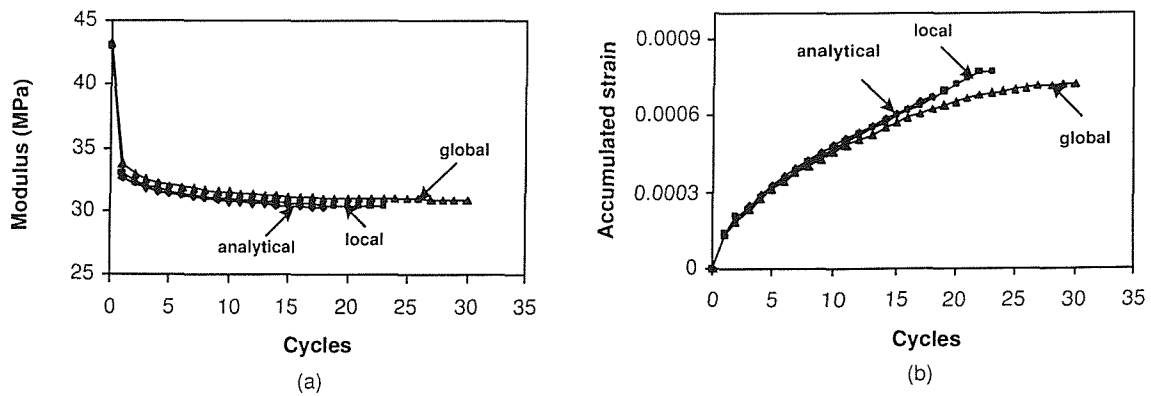 45
40
35
30
25
Modulus (MPa)
global
analytical
local
0 5 10 15 20 25 30 35
Cycles
(a)
0.0009
0.0006
0.0003
0
Accumulated strain
local
analytical
global
0 5 10 15 20 25 30 35
Cycles
(b)